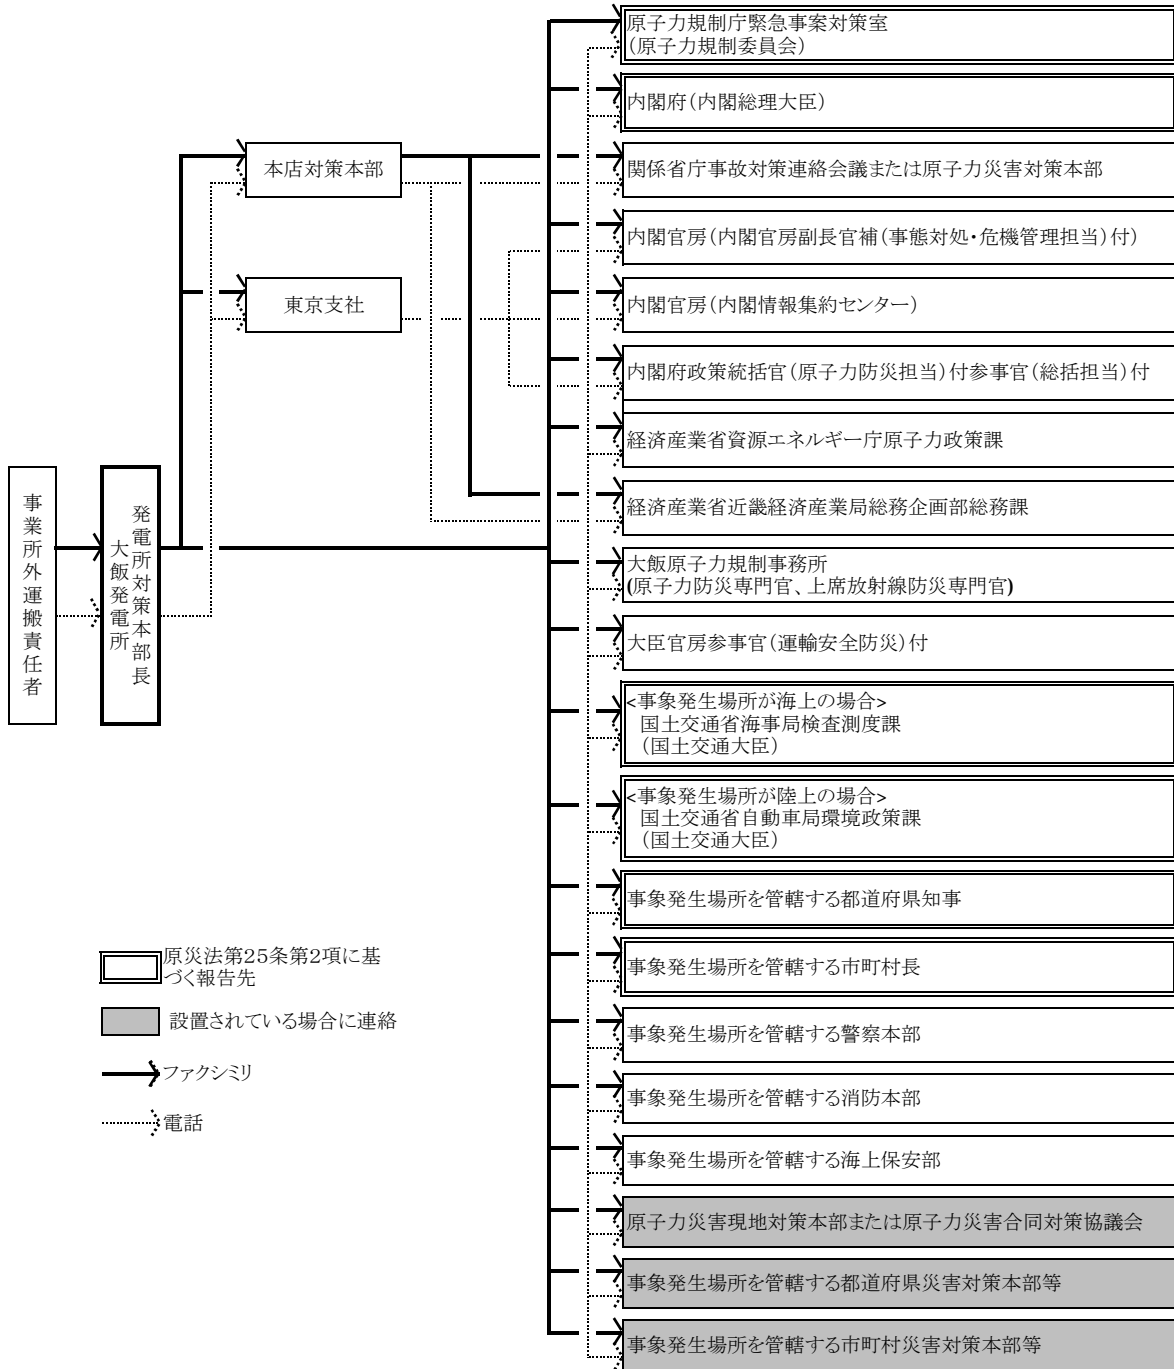 原子力規制庁緊急事案対策室
(原子力規制委員会)
内閣府(内閣総理大臣)
本店対策本部
関係省庁事故対策連絡会議または原子力災害対策本部
内閣官房(内閣官房副長官補(事態対処・危機管理担当)付)
東京支社
内閣官房(内閣情報集約センター)
内閣府政策統括官(原子力防災担当)付参事官(総括担当)付
経済産業省資源エネルギー庁原子力政策課
事業所外運搬責任者
発電所対策本部長
大飯発電所
経済産業省近畿経済産業局総務企画部総務課
大飯原子力規制事務所
(原子力防災専門官、上席放射線防災専門官)
大臣官房参事官(運輸安全防災)付
<事象発生場所が海上の場合>
国土交通省海事局検査測度課
(国土交通大臣)
<事象発生場所が陸上の場合>
国土交通省自動車局環境政策課
(国土交通大臣)
事象発生場所を管轄する都道府県知事
事象発生場所を管轄する市町村長
事象発生場所を管轄する警察本部
事象発生場所を管轄する消防本部
事象発生場所を管轄する海上保安部
原子力災害現地対策本部または原子力災害合同対策協議会
事象発生場所を管轄する都道府県災害対策本部等
事象発生場所を管轄する市町村災害対策本部等
原災法第25条第2項に基
づく報告先
設置されている場合に連絡
ファクシミリ
電話